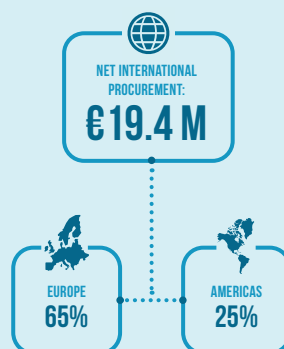 NET INTERNATIONAL
PROCUREMENT:
€19.4 M
EUROPE
65%
AMERICAS
25%